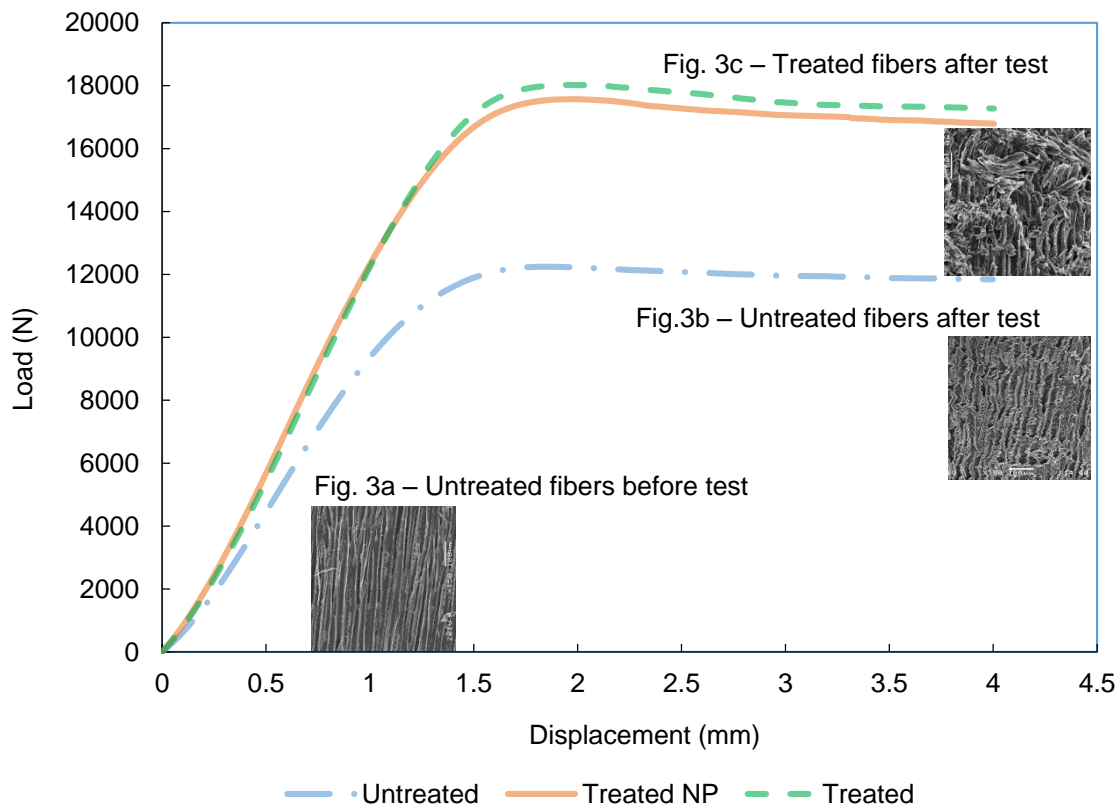 20000
18000
16000
14000
12000
10000
8000
6000
4000
2000
0
Load (N)
Fig. 3c – Treated fibers after test
Fig.3b – Untreated fibers after test
Fig. 3a – Untreated fibers before test
0 0.5 1 1.5 2 2.5 3 3.5 4 4.5
Displacement (mm)
Untreated Treated NP Treated